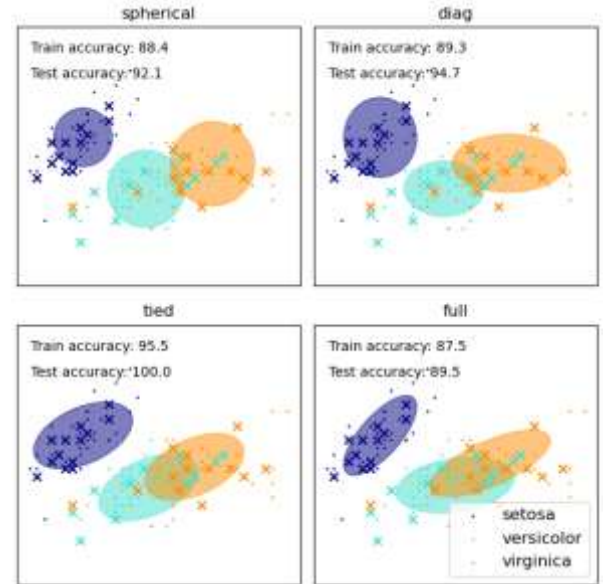 spherical
Train accuracy: 88.4
Test accuracy: 92.1
diag
Train accuracy: 89.3
Test accuracy: 94.7
tied
Train accuracy: 95.5
Test accuracy: 100.0
full
Train accuracy: 87.5
Test accuracy: 89.5
setosa
versicolor
virginica